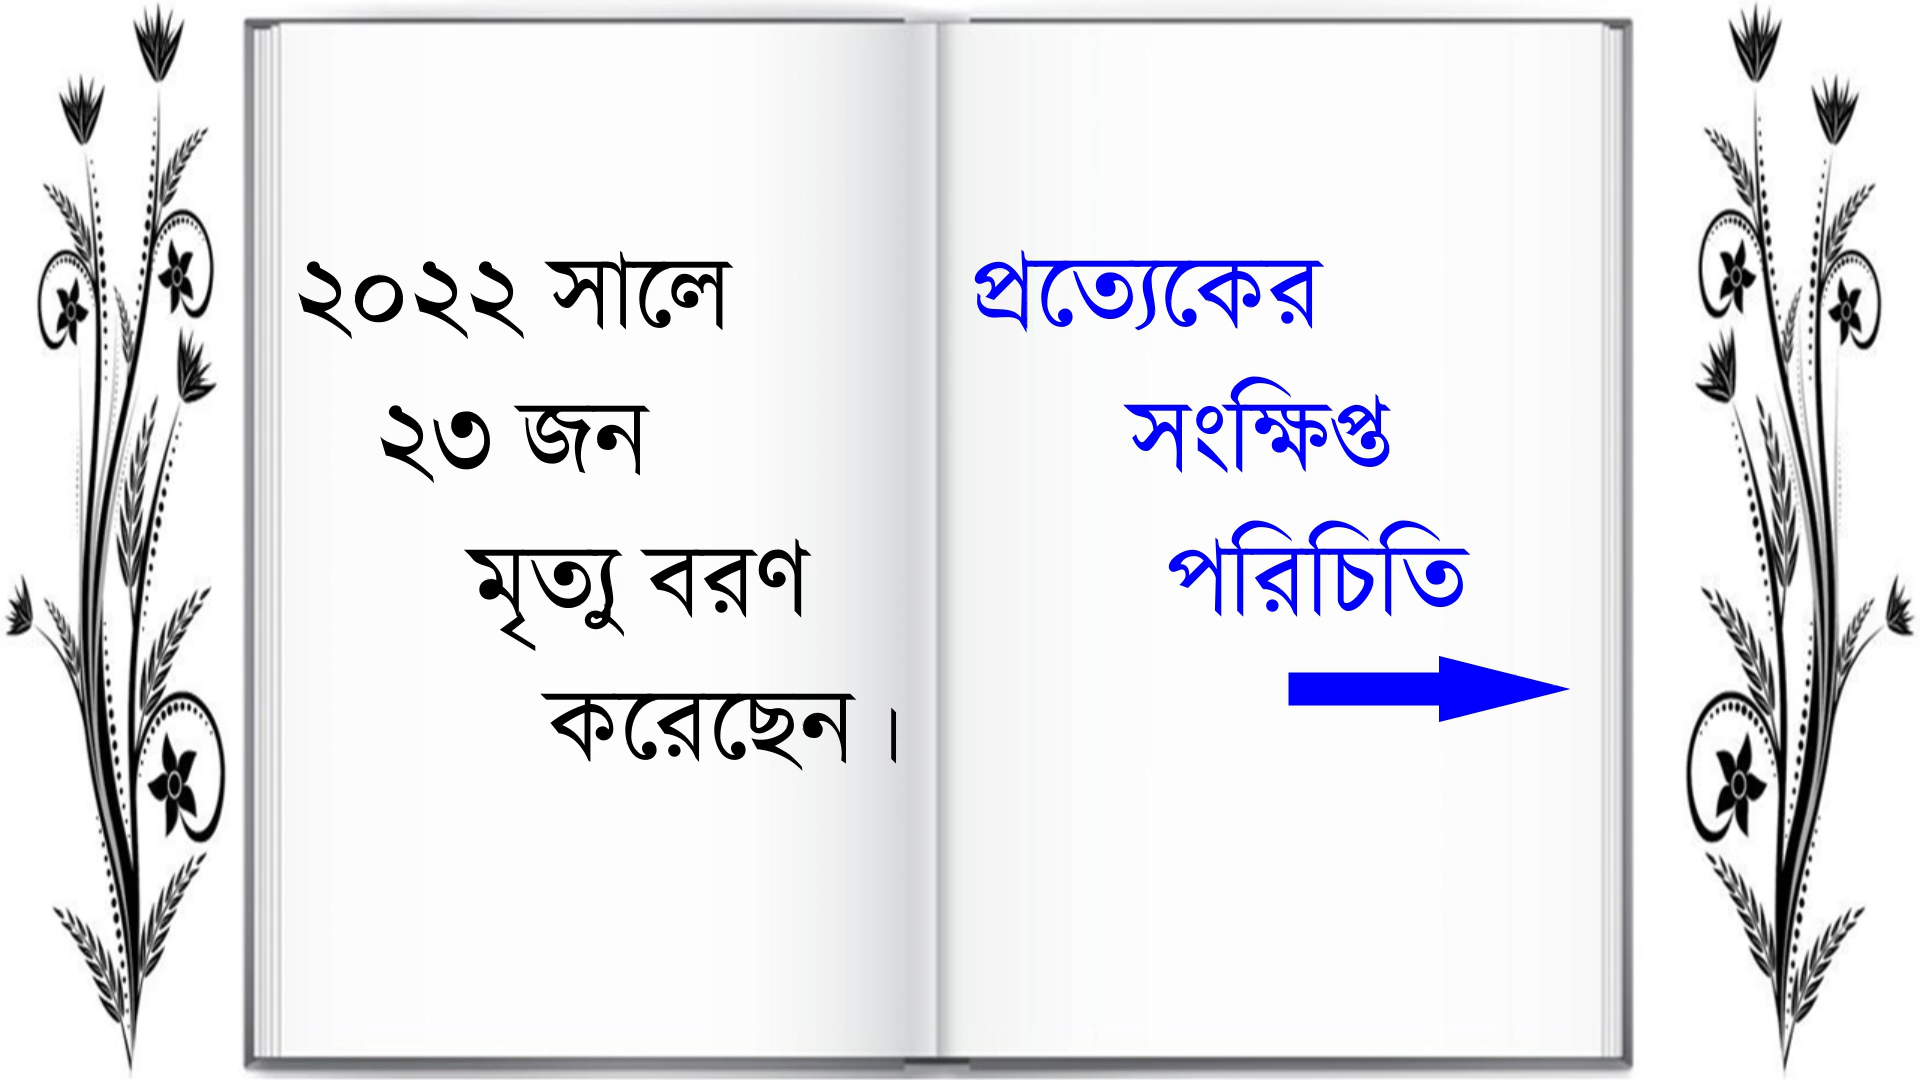 ২০২২ সালে
২৩ জন
মৃত্যু বরণ
করেছেন।
প্রত্যেকের
সংক্ষিপ্ত
পরিচিতি